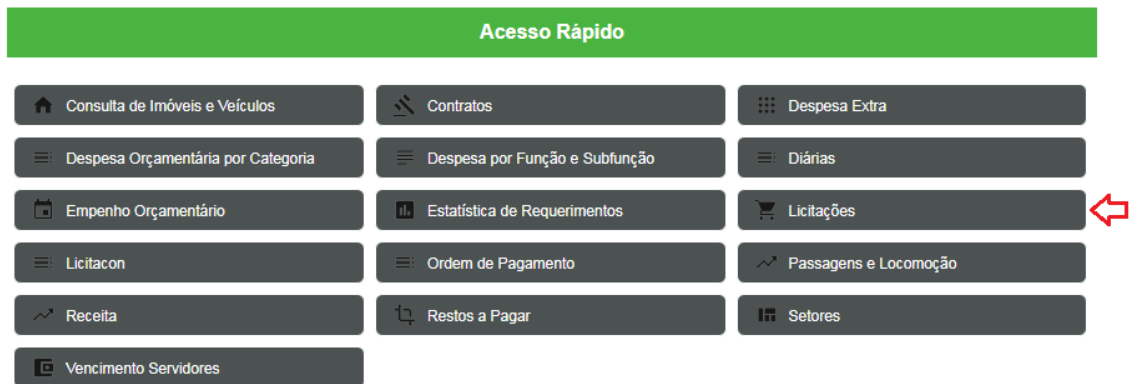 Acesso Rápido
Consulta de Imóveis e Veículos
Contratos
Despesa Extra
Despesa Orçamentária por Categoria
Despesa por Função e Subfunção
Diárias
Empenho Orçamentário
Estatística de Requerimentos
Licitações
Licitacon
Ordem de Pagamento
Passagens e Locomoção
Receita
Restos a Pagar
Setores
Vencimento Servidores